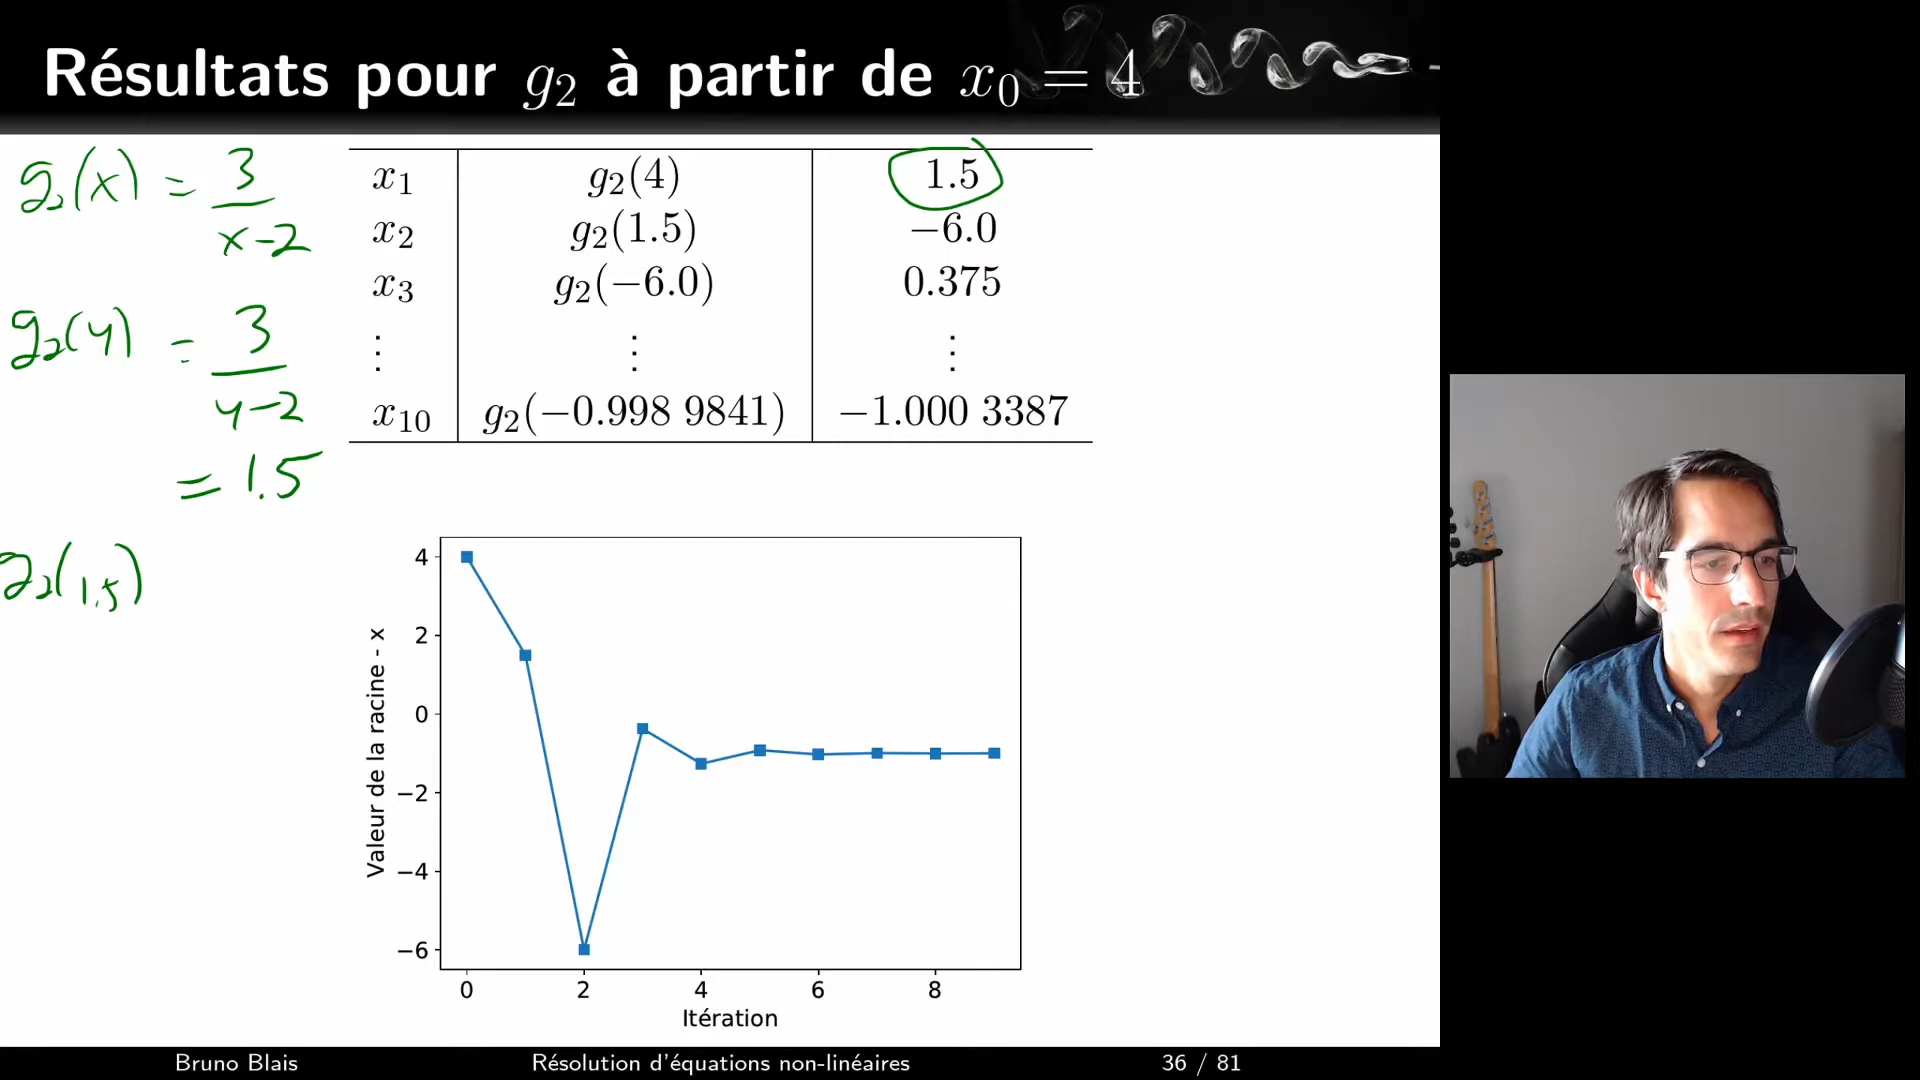 Résultats pour g₂ à partir de x₀ = 4
g₂(x) = 3 / x-2
g₂(4) = 3 / 4-2
= 1.5
g₂(1.5)
x₁ g₂(4) 1.5
x₂ g₂(1.5) −6.0
x₃ g₂(−6.0) 0.375
⋮ ⋮ ⋮
x₁₀ g₂(−0.998 9841) −1.000 3387
Valeur de la racine - x
4
2
0
−2
−4
−6
0 2 4 6 8
Itération
Bruno Blais Résolution d'équations non-linéaires 36 / 81